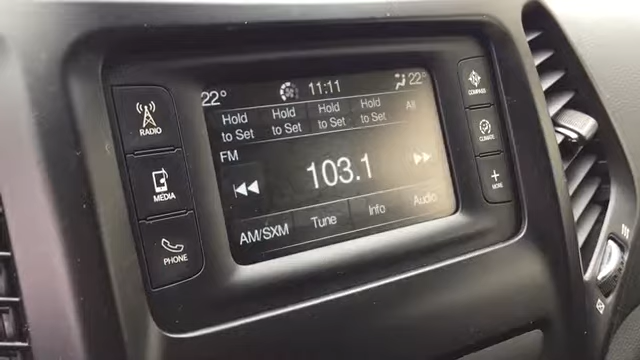 22° 11:11 22°
Hold to Set Hold to Set Hold to Set Hold to Set All
FM
103.1
AM/SXM Tune Info Audio
RADIO
MEDIA
PHONE
COMPASS
CLIMATE
MORE